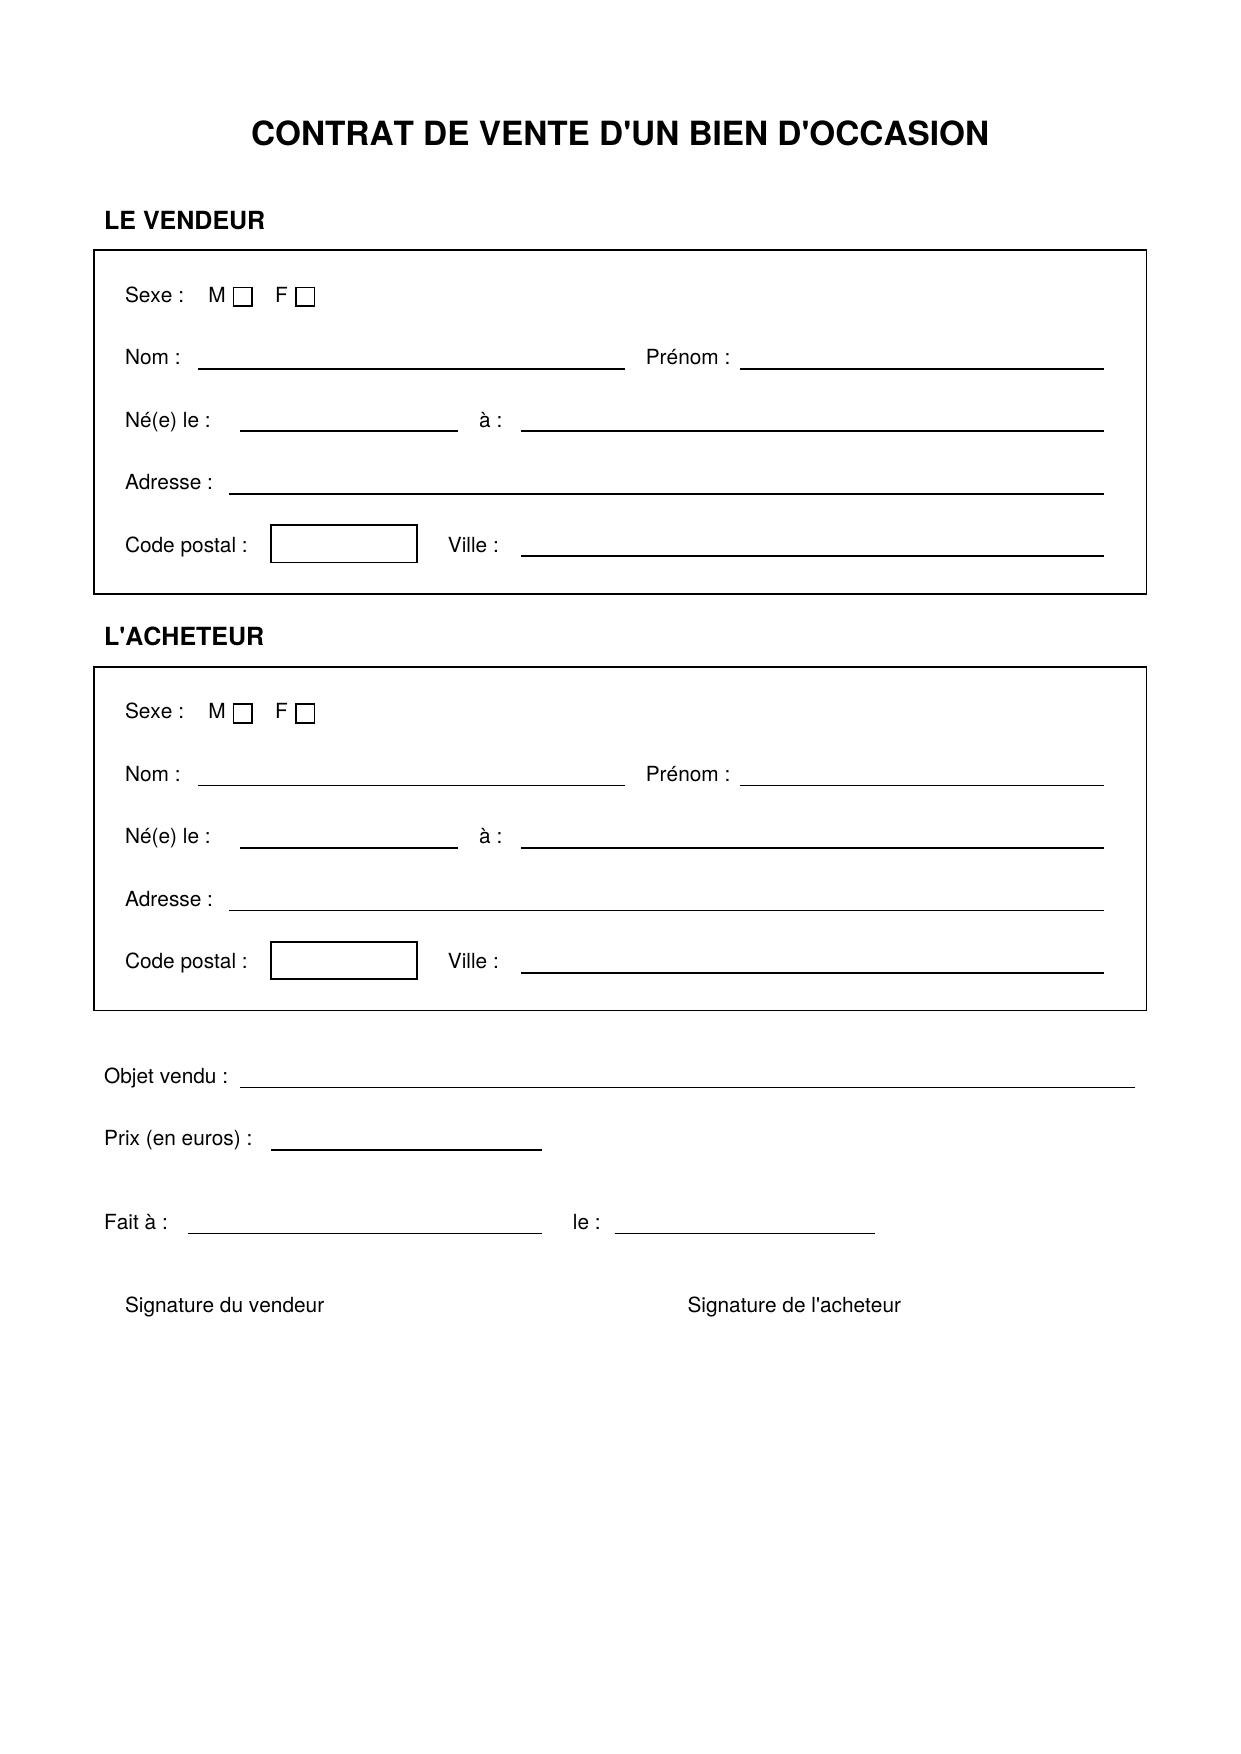 CONTRAT DE VENTE D'UN BIEN D'OCCASION
LE VENDEUR
Sexe : M F
Nom : Prénom :
Né(e) le : à :
Adresse :
Code postal : Ville :
L'ACHETEUR
Sexe : M F
Nom : Prénom :
Né(e) le : à :
Adresse :
Code postal : Ville :
Objet vendu :
Prix (en euros) :
Fait à : le :
Signature du vendeur Signature de l'acheteur